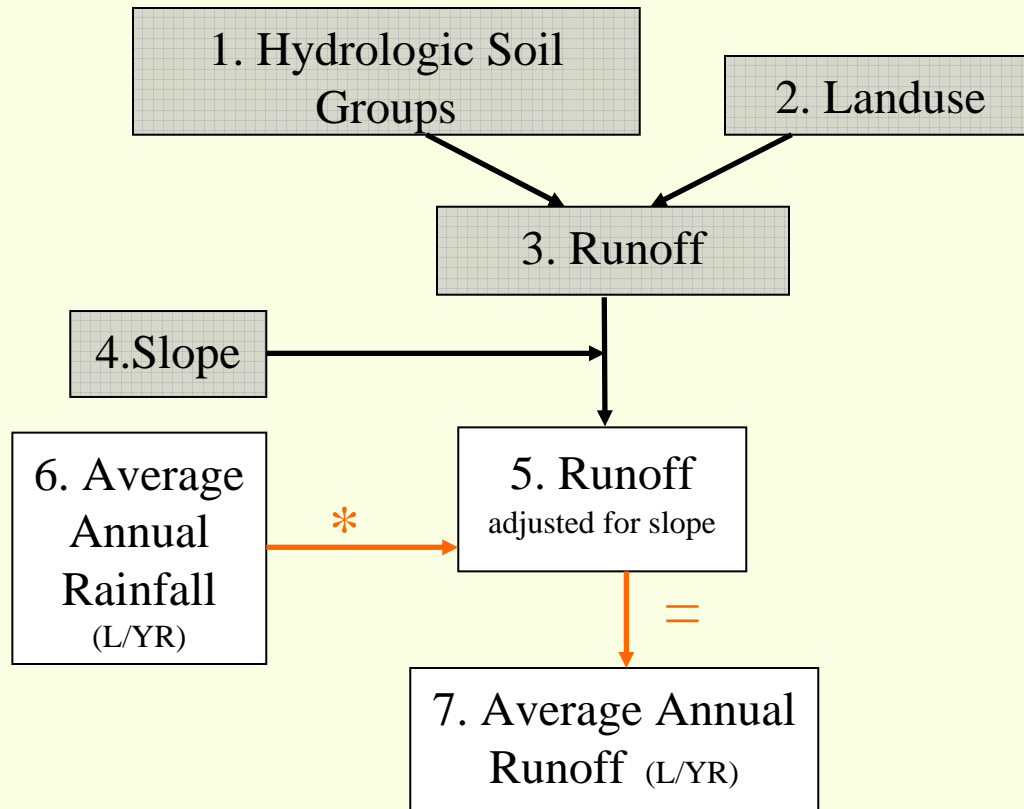 1. Hydrologic Soil
Groups
2. Landuse
3. Runoff
4.Slope
6. Average
Annual
Rainfall
(L/YR)
*
5. Runoff
adjusted for slope
=
7. Average Annual
Runoff (L/YR)